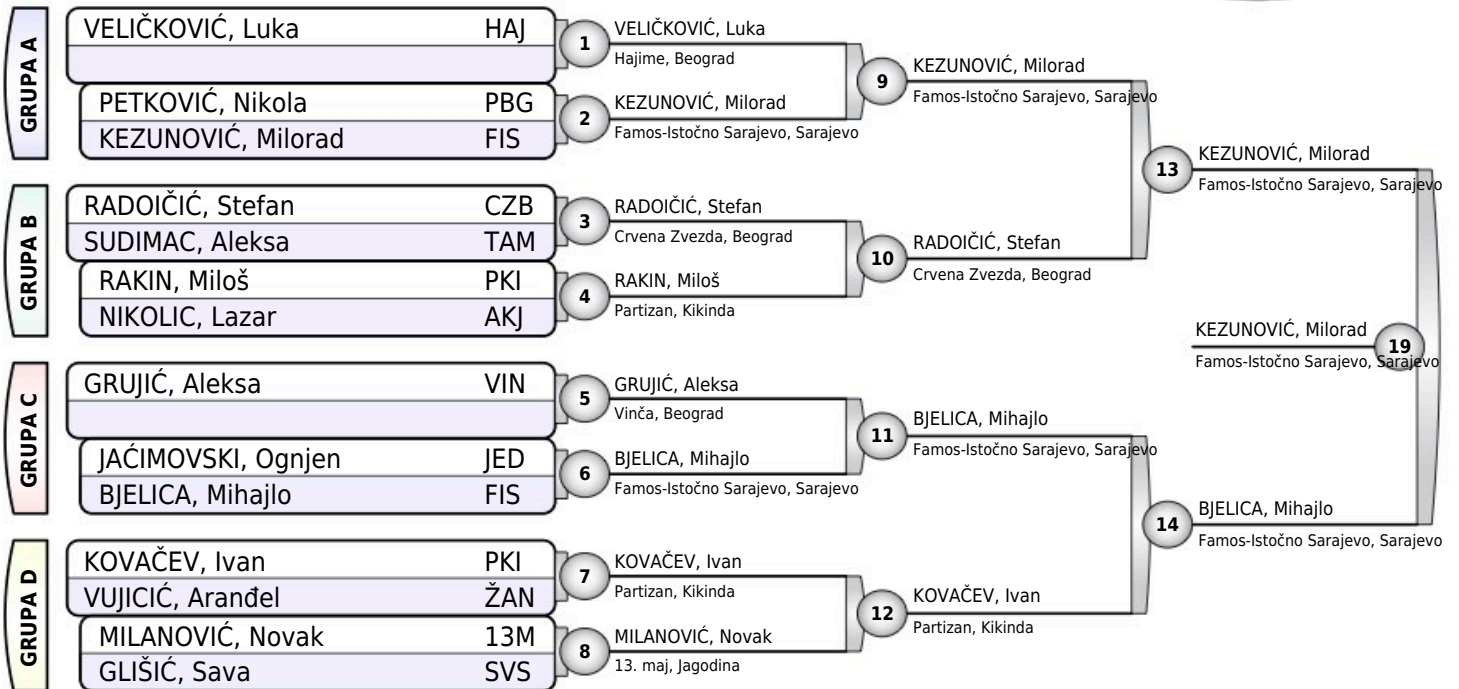 GRUPA A
VELIČKOVIĆ, Luka HAJ
PETKOVIĆ, Nikola PBG
KEZUNOVIĆ, Milorad FIS
GRUPA B
RADOIČIĆ, Stefan CZB
SUDIMAC, Aleksa TAM
RAKIN, Miloš PKI
NIKOLIC, Lazar AKJ
GRUPA C
GRUJIĆ, Aleksa VIN
JAĆIMOVSKI, Ognjen JED
BJELICA, Mihajlo FIS
GRUPA D
KOVAČEV, Ivan PKI
VUJICIĆ, Aranđel ŽAN
MILANOVIĆ, Novak 13M
GLIŠIĆ, Sava SVS
1
VELIČKOVIĆ, Luka
Hajime, Beograd
2
KEZUNOVIĆ, Milorad
Famos-Istočno Sarajevo, Sarajevo
3
RADOIČIĆ, Stefan
Crvena Zvezda, Beograd
4
RAKIN, Miloš
Partizan, Kikinda
5
GRUJIĆ, Aleksa
Vinča, Beograd
6
BJELICA, Mihajlo
Famos-Istočno Sarajevo, Sarajevo
7
KOVAČEV, Ivan
Partizan, Kikinda
8
MILANOVIĆ, Novak
13. maj, Jagodina
9
KEZUNOVIĆ, Milorad
Famos-Istočno Sarajevo, Sarajevo
10
RADOIČIĆ, Stefan
Crvena Zvezda, Beograd
11
BJELICA, Mihajlo
Famos-Istočno Sarajevo, Sarajevo
12
KOVAČEV, Ivan
Partizan, Kikinda
13
KEZUNOVIĆ, Milorad
Famos-Istočno Sarajevo, Sarajevo
14
BJELICA, Mihajlo
Famos-Istočno Sarajevo, Sarajevo
KEZUNOVIĆ, Milorad
19
Famos-Istočno Sarajevo, Sarajevo